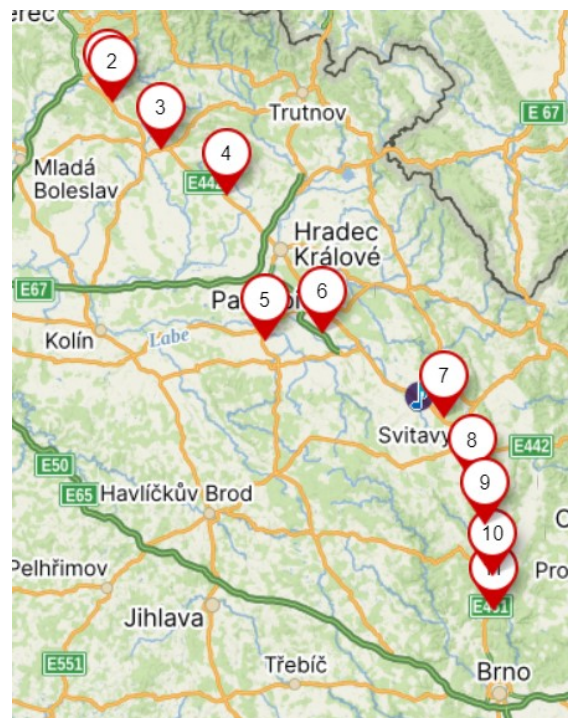 erec
2
Trutnov
E 67
3
Mladá
Boleslav
4
E442
Hradec
Králové
E67
Pa
5
6
Kolín
Labe
7
Svitavy
8
E442
E50
9
E65
Havlíčkův Brod
10
Pelhřimov
11
Pro
Jihlava
E461
E551
Třebíč
Brno